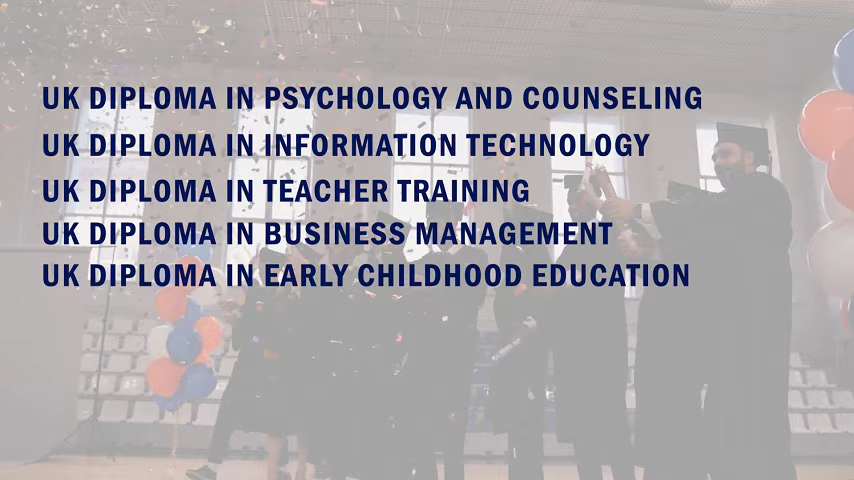 UK DIPLOMA IN PSYCHOLOGY AND COUNSELING
UK DIPLOMA IN INFORMATION TECHNOLOGY
UK DIPLOMA IN TEACHER TRAINING
UK DIPLOMA IN BUSINESS MANAGEMENT
UK DIPLOMA IN EARLY CHILDHOOD EDUCATION